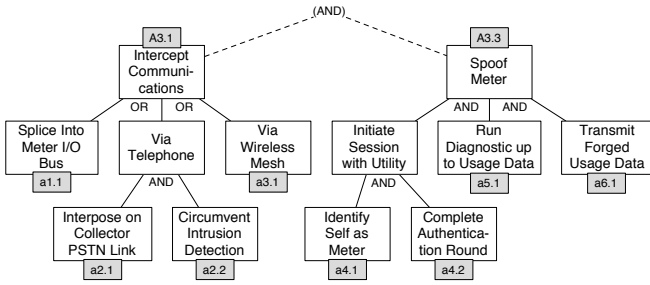 (AND)
A3.1
Intercept
Communi-
cations
A3.3
Spoof
Meter
OR
OR
AND
AND
Splice Into
Meter I/O
Bus
a1.1
Via
Telephone
Via
Wireless
Mesh
a3.1
Initiate
Session
with Utility
Run
Diagnostic up
to Usage Data
a5.1
Transmit
Forged
Usage Data
a6.1
AND
AND
Interpose on
Collector
PSTN Link
a2.1
Circumvent
Intrusion
Detection
a2.2
Identify
Self as
Meter
a4.1
Complete
Authentica-
tion Round
a4.2